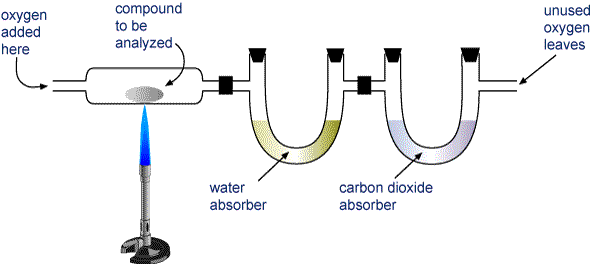 oxygen
added
here
compound
to be
analyzed
unused
oxygen
leaves
water
absorber
carbon dioxide
absorber